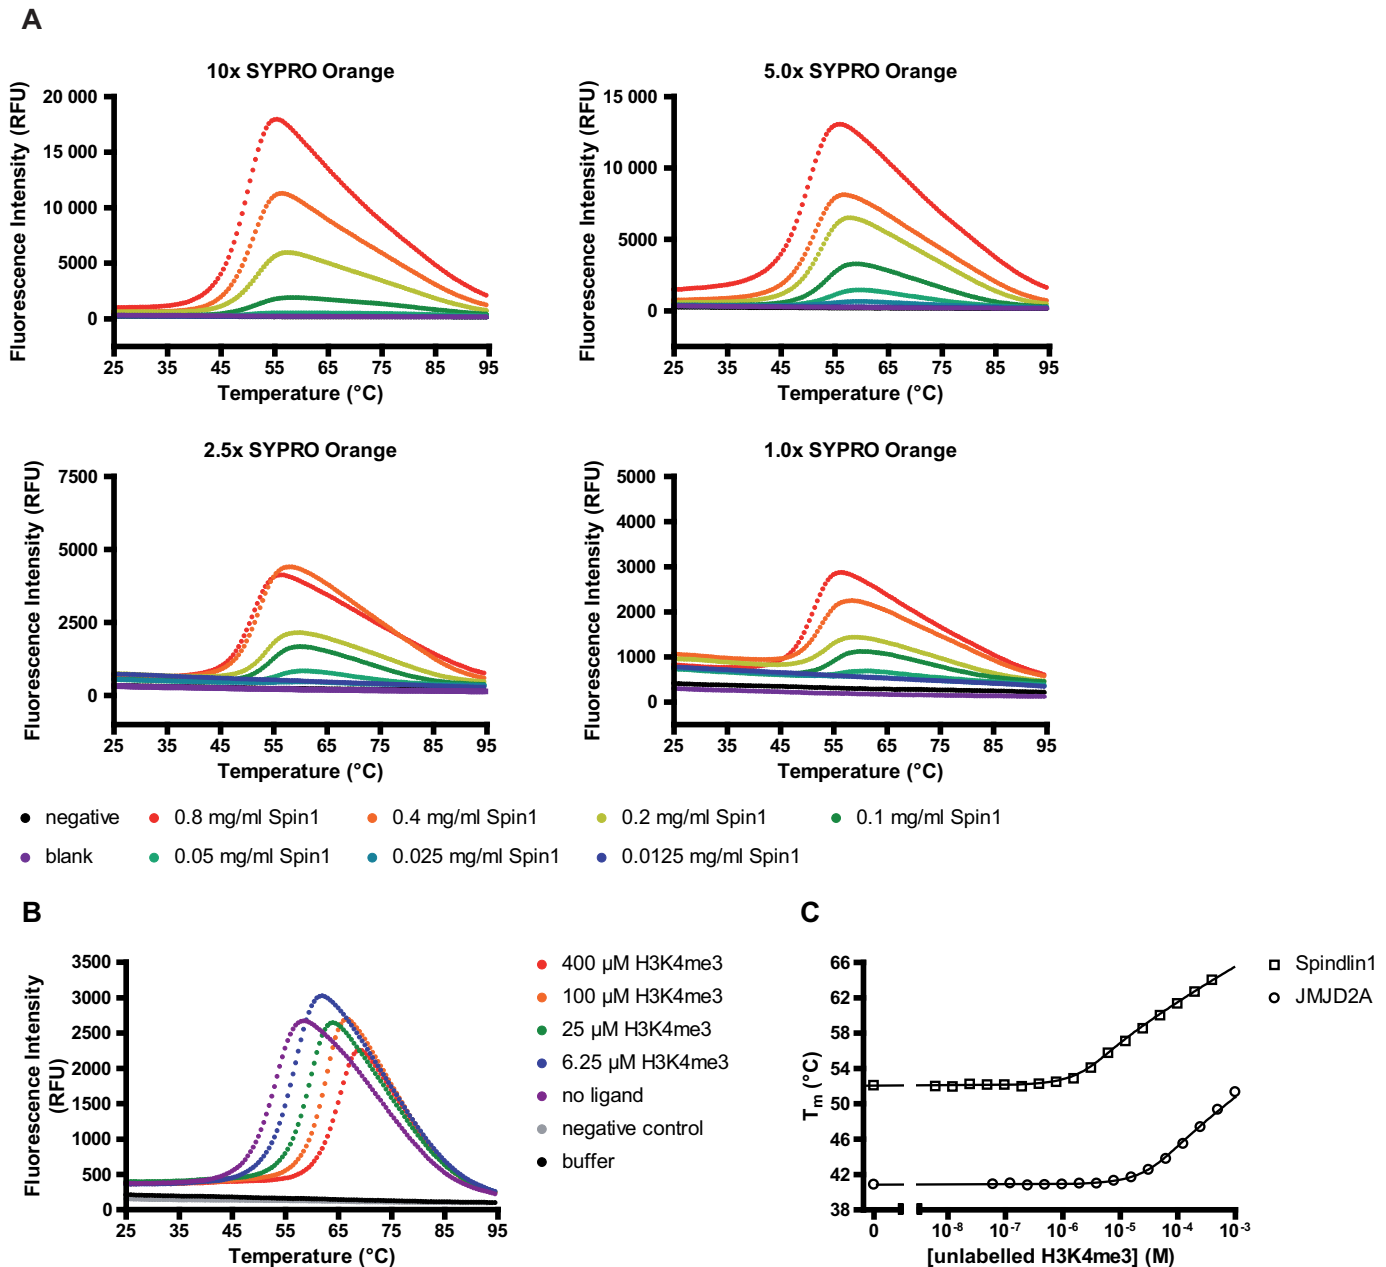 A
10x SYPRO Orange
Fluorescence Intensity (RFU)
20 000
15 000
10 000
5000
0
25 35 45 55 65 75 85 95
Temperature (°C)
5.0x SYPRO Orange
Fluorescence Intensity (RFU)
15 000
10 000
5000
0
25 35 45 55 65 75 85 95
Temperature (°C)
2.5x SYPRO Orange
Fluorescence Intensity (RFU)
7500
5000
2500
0
25 35 45 55 65 75 85 95
Temperature (°C)
1.0x SYPRO Orange
Fluorescence Intensity (RFU)
5000
4000
3000
2000
1000
0
25 35 45 55 65 75 85 95
Temperature (°C)
negative 0.8 mg/ml Spin1 0.4 mg/ml Spin1 0.2 mg/ml Spin1 0.1 mg/ml Spin1
blank 0.05 mg/ml Spin1 0.025 mg/ml Spin1 0.0125 mg/ml Spin1
B
Fluorescence Intensity
(RFU)
3500
3000
2500
2000
1500
1000
500
0
25 35 45 55 65 75 85 95
Temperature (°C)
400 µM H3K4me3
100 µM H3K4me3
25 µM H3K4me3
6.25 µM H3K4me3
no ligand
negative control
buffer
C
Tm (°C)
66
62
58
54
50
46
42
38
0 10-8 10-7 10-6 10-5 10-4 10-3
[unlabelled H3K4me3] (M)
Spindlin1
JMJD2A